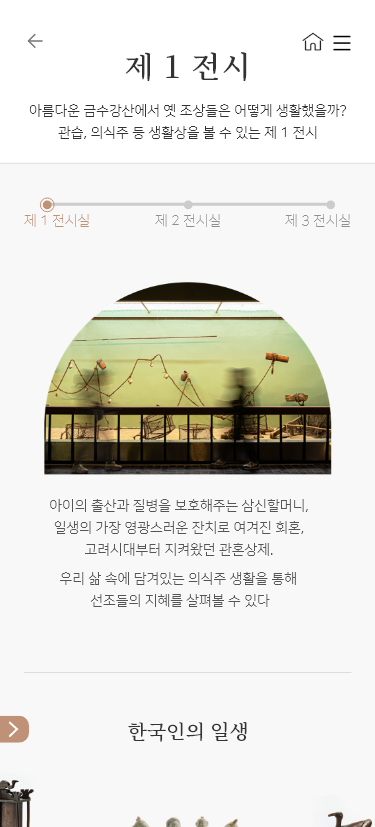 제 1 전시
아름다운 금수강산에서 옛 조상들은 어떻게 생활했을까?
관습, 의식주 등 생활상을 볼 수 있는 제 1 전시
제 1 전시실
제 2 전시실
제 3 전시실
아이의 출산과 질병을 보호해주는 삼신할머니,
일생의 가장 영광스러운 잔치로 여겨진 회혼,
고려시대부터 지켜왔던 관혼상제.
우리 삶 속에 담겨있는 의식주 생활을 통해
선조들의 지혜를 살펴볼 수 있다
한국인의 일생